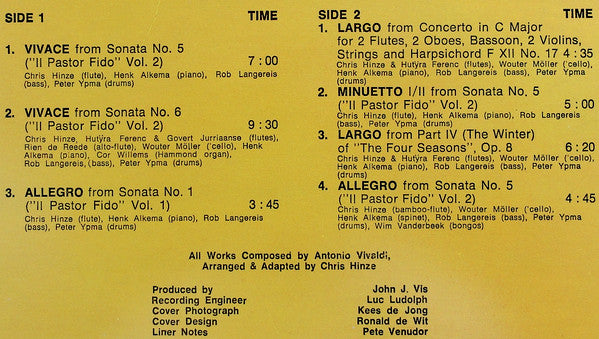 SIDE 1 TIME
1. VIVACE from Sonata No. 5
("Il Pastor Fido" Vol. 2) 7:00
Chris Hinze (flute), Henk Alkema (piano), Rob Langereis
(bass), Peter Ypma (drums)
2. VIVACE from Sonata No. 6
("Il Pastor Fido" Vol. 2) 9:30
Chris Hinze, Hutÿra Ferenc & Govert Jurriaanse (flutes),
Rien de Reede (alto-flute), Wouter Möller ('cello), Henk
Alkema (piano), Cor Willems (Hammond organ),
Rob Langereis, (bass), Peter Ypma (drums)
3. ALLEGRO from Sonata No. 1
("Il Pastor Fido" Vol. 1) 3:45
Chris Hinze (flute), Henk Alkema (piano), Rob Langereis
(bass), Peter Ypma (drums)
SIDE 2 TIME
1. LARGO from Concerto in C Major
for 2 Flutes, 2 Oboes, Bassoon, 2 Violins,
Strings and Harpsichord F XII No. 17 4:35
Chris Hinze & Hutÿra Ferenc (flutes), Wouter Möller ('cello),
Henk Alkema (piano), Rob Langereis (bass), Peter Ypma
(drums)
2. MINUETTO I/II from Sonata No. 5
("Il Pastor Fido" Vol. 2) 5:00
Chris Hinze (flute), Henk Alkema (piano), Rob Langereis
(bass), Peter Ypma (drums)
3. LARGO from Part IV (The Winter)
of "The Four Seasons", Op. 8 6:20
Chris Hinze & Hutÿra Ferenc (flutes), Wouter Möller ('cello),
Henk Alkema (piano), Rob Langereis (bass), Peter Ypma
(drums)
4. ALLEGRO from Sonata No. 5
("Il Pastor Fido" Vol. 2) 4:45
Chris Hinze (bamboo-flute), Wouter Möller ('cello),
Henk Alkema (spinet), Rob Langereis (bass), Peter Ypma
(drums), Wim Vanderbeek (bongos)
All Works Composed by Antonio Vivaldi,
Arranged & Adapted by Chris Hinze
Produced by John J. Vis
Recording Engineer Luc Ludolph
Cover Photograph Kees de Jong
Cover Design Ronald de Wit
Liner Notes Pete Venudor